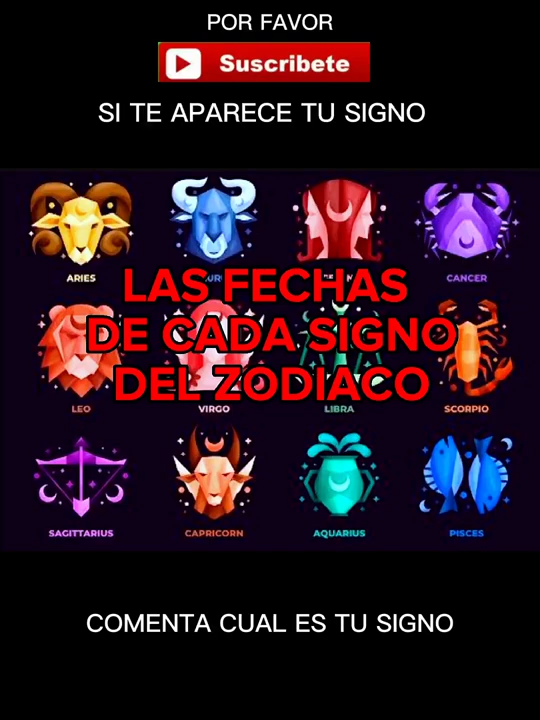 POR FAVOR
Suscribete
SI TE APARECE TU SIGNO
ARIES
CANCER
LAS FECHAS
DE CADA SIGNO
DEL ZODIACO
LEO
VIRGO
LIBRA
SCORPIO
SAGITTARIUS
CAPRICORN
AQUARIUS
PISCES
COMENTA CUAL ES TU SIGNO